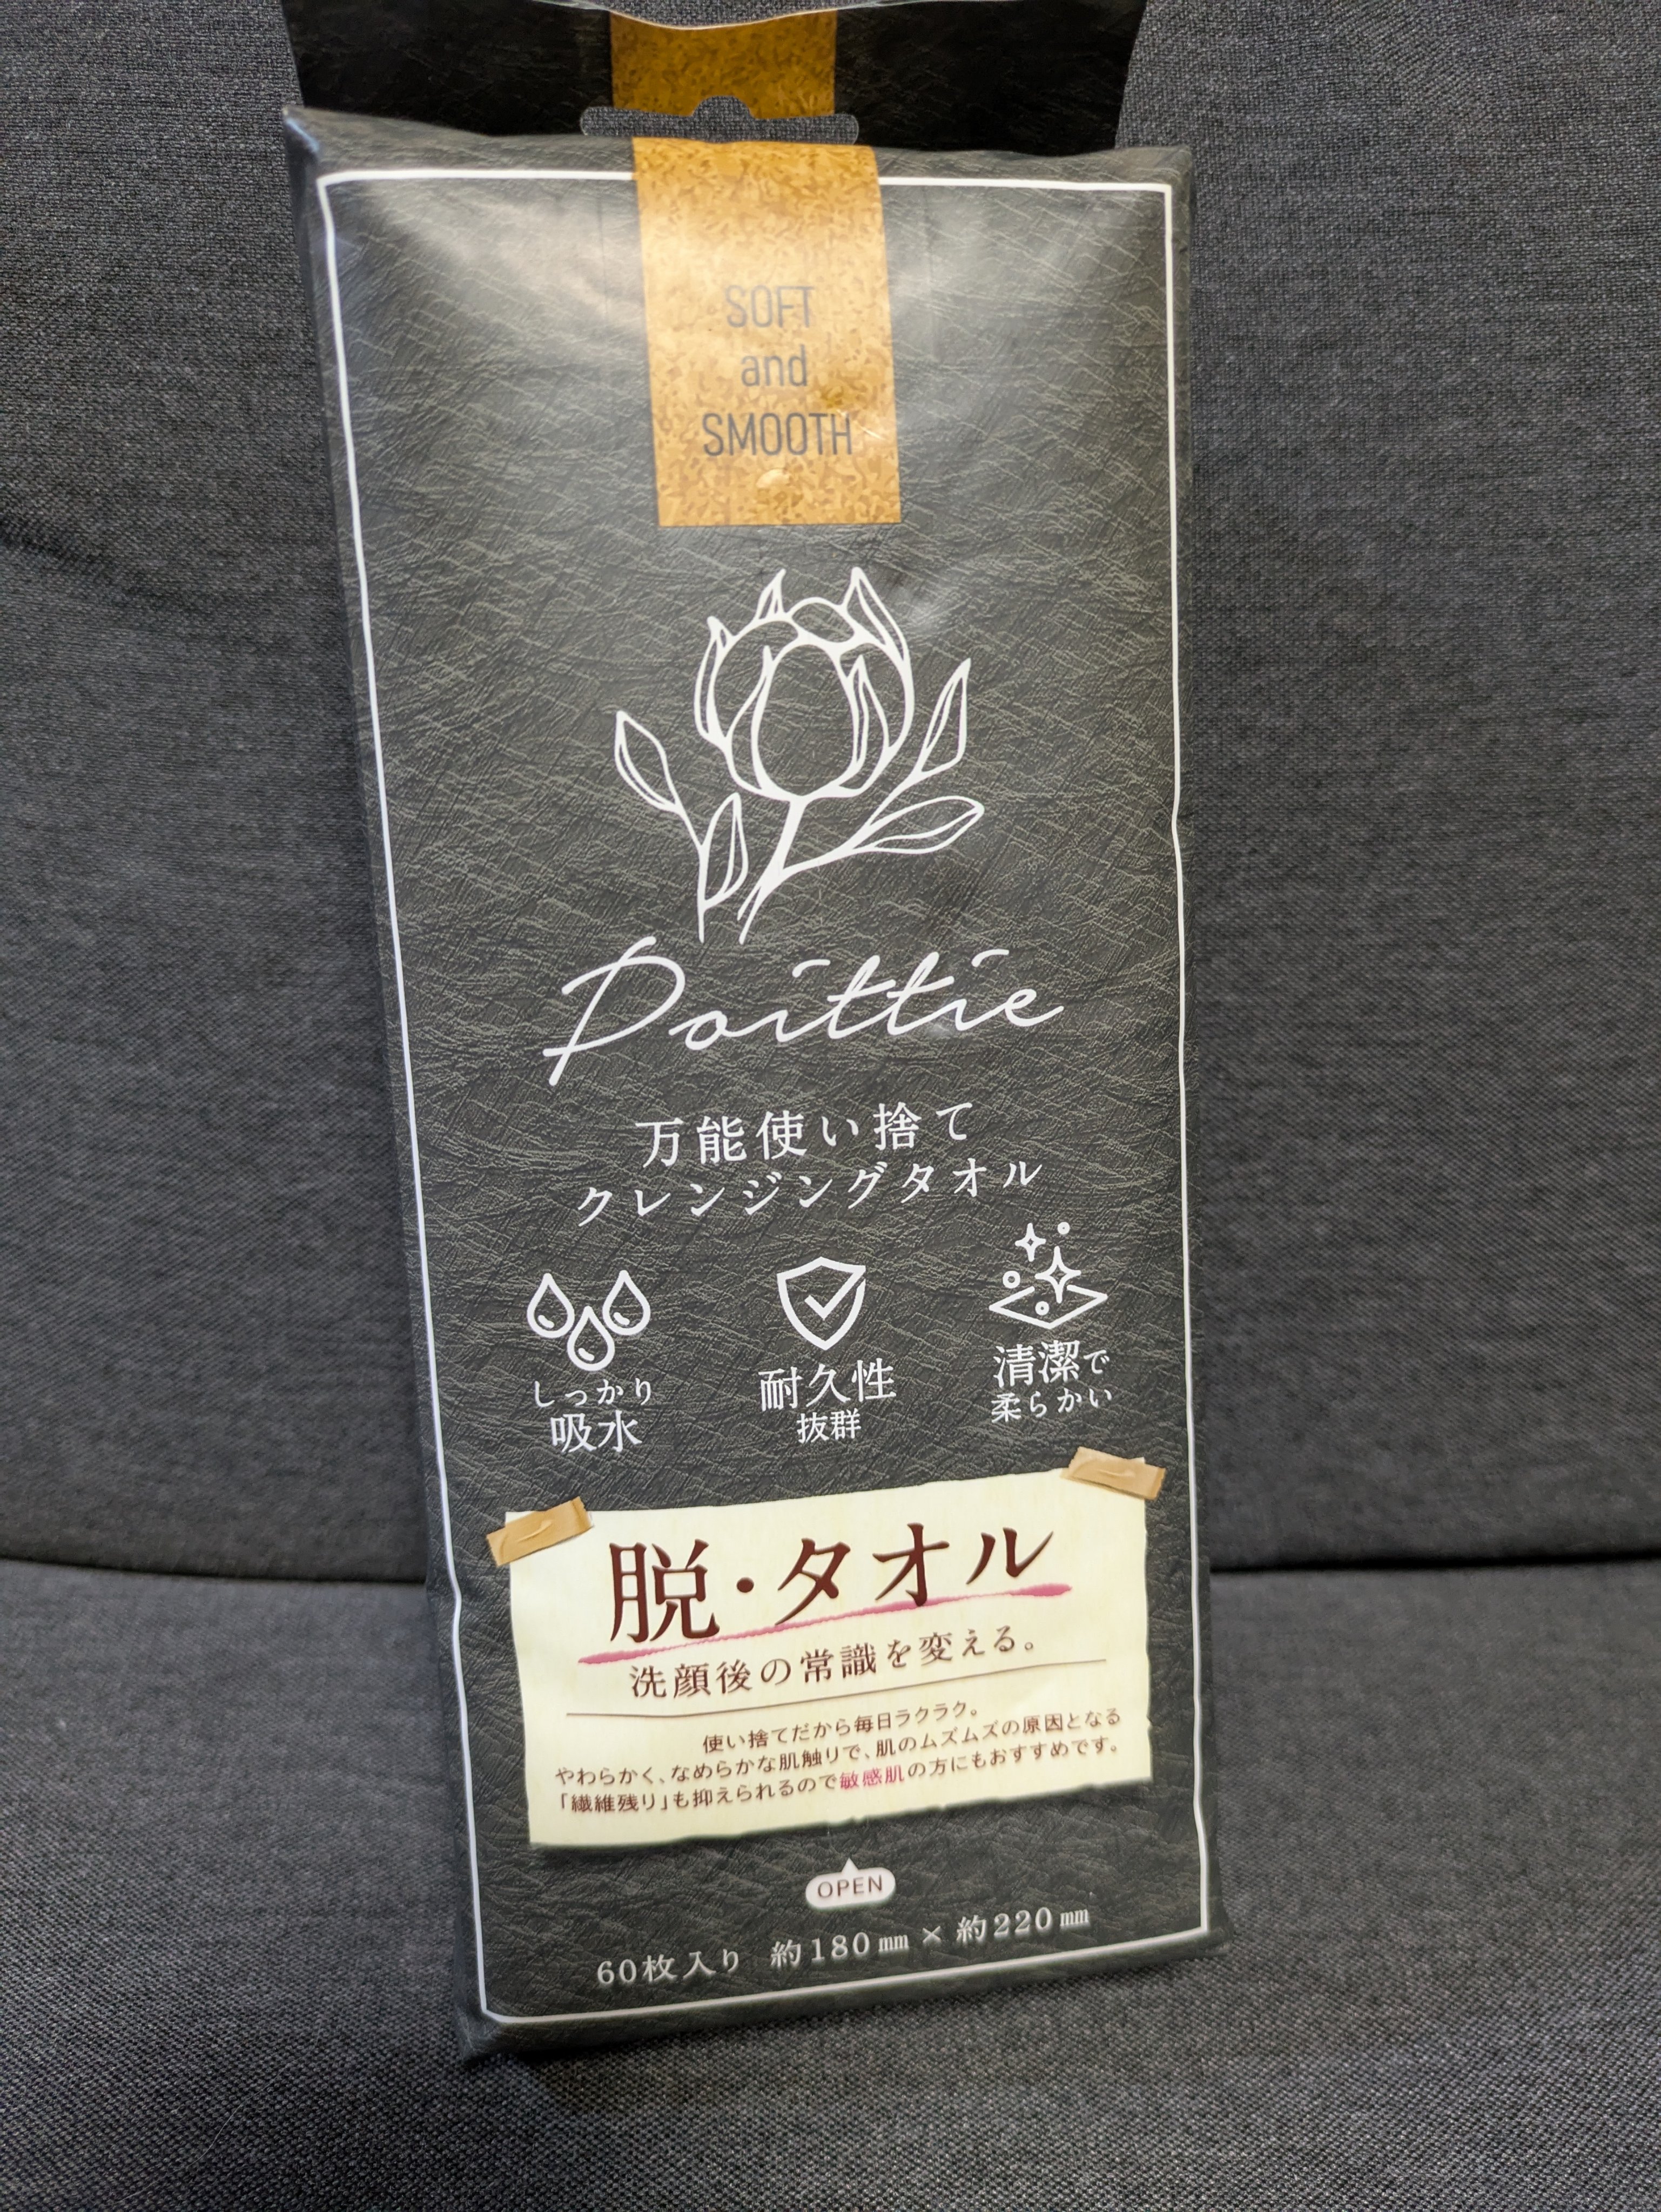 SOFT
and
SMOOTH
Poittie
万能使い捨て
クレンジングタオル
しっかり
吸水
耐久性
抜群
清潔で
柔らかい
脱・タオル
洗顔後の常識を変える。
使い捨てだから毎日ラクラク。
やわらかく、なめらかな肌触りで、肌のムズムズの原因となる
「繊維残り」も抑えられるので敏感肌の方にもおすすめです。
OPEN
60枚入り 約180㎜ × 約220㎜